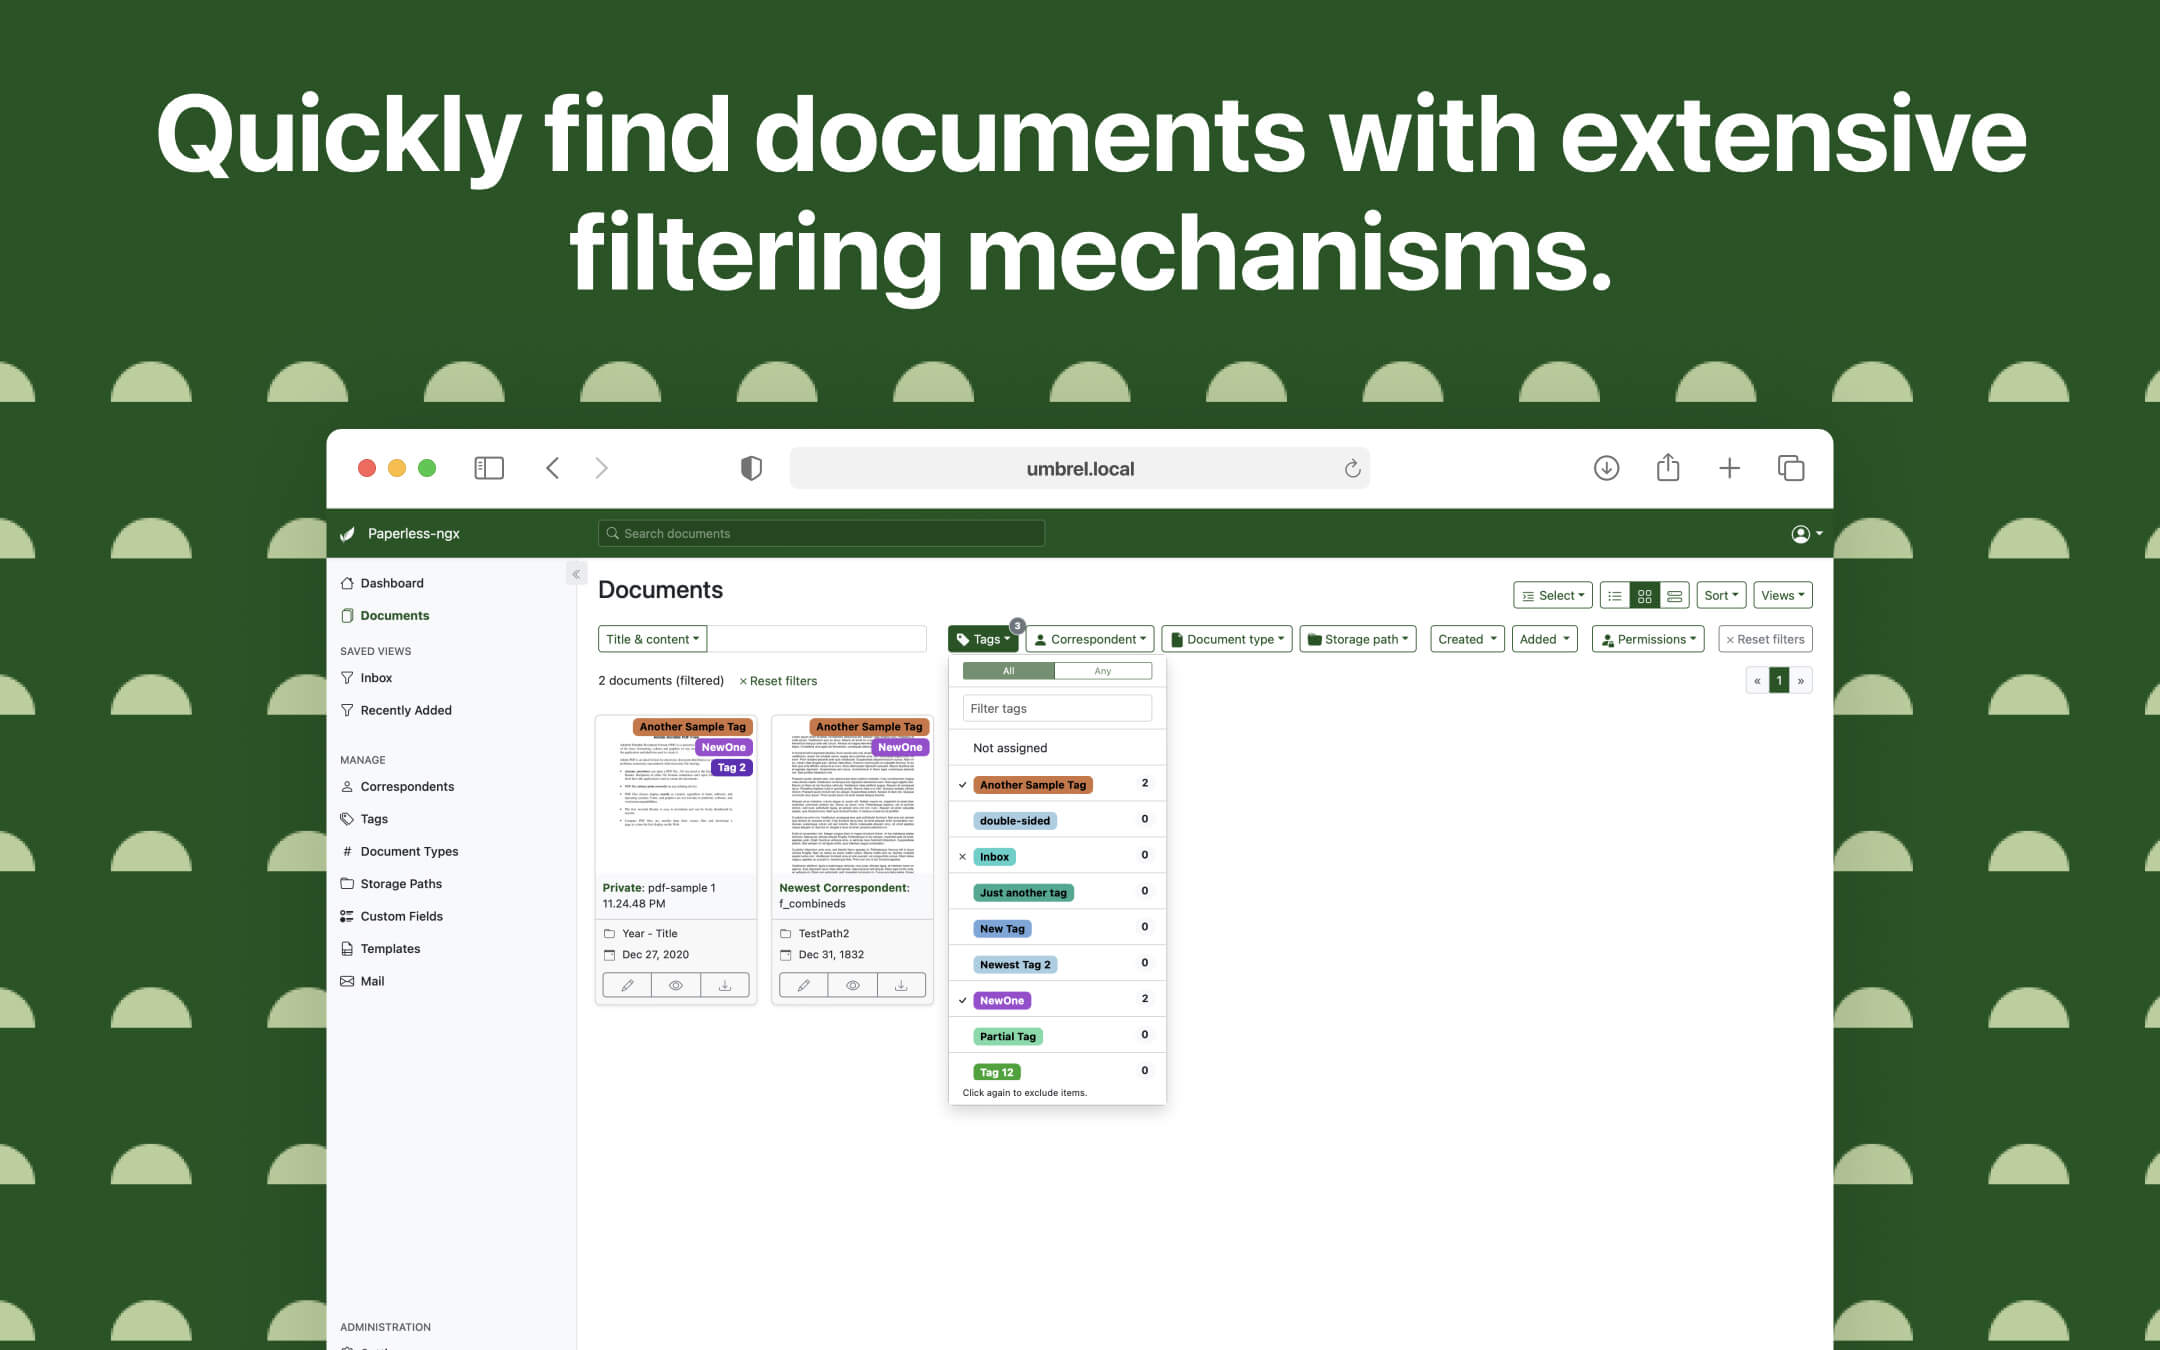 Quickly find documents with extensive
filtering mechanisms.
umbrel.local
Paperless-ngx
Search documents
Dashboard
Documents
SAVED VIEWS
Inbox
Recently Added
MANAGE
Correspondents
Tags
# Document Types
Storage Paths
Custom Fields
Templates
Mail
ADMINISTRATION
«
Documents
Select
Sort
Views
Title & content
Tags
3
Correspondent
Document type
Storage path
Created
Added
Permissions
× Reset filters
2 documents (filtered)
× Reset filters
« 1 »
Another Sample Tag
NewOne
Tag 2
Private: pdf-sample 1
11.24.48 PM
Year - Title
Dec 27, 2020
Another Sample Tag
NewOne
Newest Correspondent:
f_combineds
TestPath2
Dec 31, 1832
All
Any
Filter tags
Not assigned
Another Sample Tag 2
double-sided 0
Inbox 0
Just another tag 0
New Tag 0
Newest Tag 2 0
NewOne 2
Partial Tag 0
Tag 12 0
Click again to exclude items.